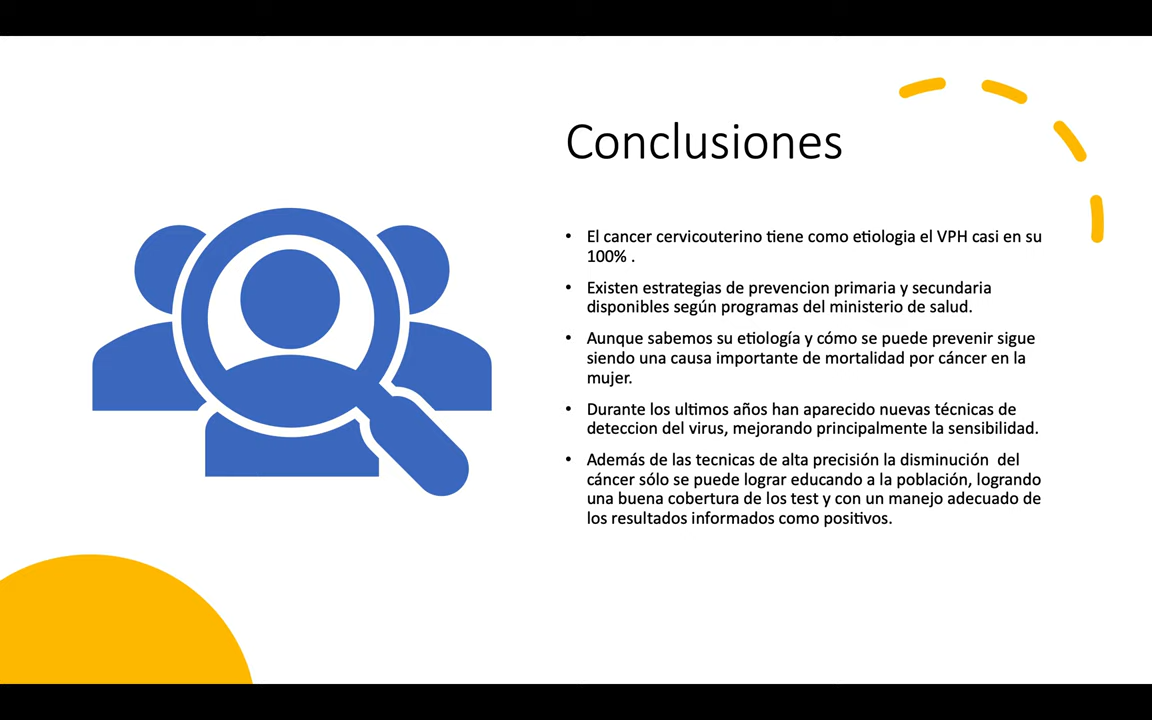 Conclusiones
• El cancer cervicouterino tiene como etiologia el VPH casi en su
100% .
• Existen estrategias de prevencion primaria y secundaria
disponibles según programas del ministerio de salud.
• Aunque sabemos su etiología y cómo se puede prevenir sigue
siendo una causa importante de mortalidad por cáncer en la
mujer.
• Durante los ultimos años han aparecido nuevas técnicas de
deteccion del virus, mejorando principalmente la sensibilidad.
• Además de las tecnicas de alta precisión la disminución  del
cáncer sólo se puede lograr educando a la población, logrando
una buena cobertura de los test y con un manejo adecuado de
los resultados informados como positivos.